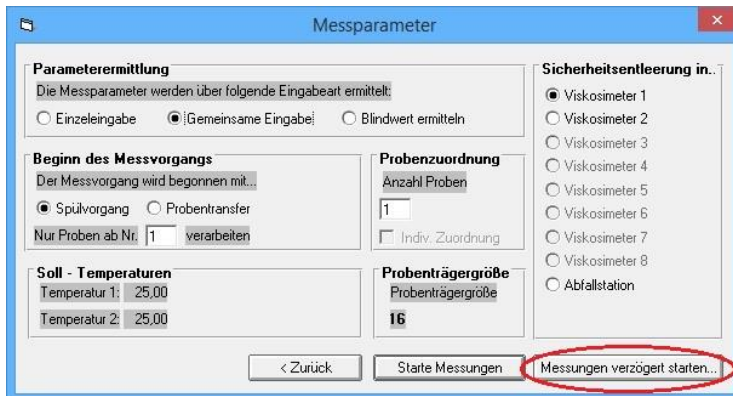 Messparameter
Parameterermittlung
Die Messparameter werden über folgende Eingabeart ermittelt:
Einzeleingabe
Gemeinsame Eingabe
Blindwert ermitteln
Beginn des Messvorgangs
Der Messvorgang wird begonnen mit...
Spülvorgang
Probentransfer
Nur Proben ab Nr. 1 verarbeiten
Probenzuordnung
Anzahl Proben
1
Indiv. Zuordnung
Soll - Temperaturen
Temperatur 1: 25,00
Temperatur 2: 25,00
Probenträgergröße
Probenträgergröße
16
Sicherheitsentleerung in..
Viskosimeter 1
Viskosimeter 2
Viskosimeter 3
Viskosimeter 4
Viskosimeter 5
Viskosimeter 6
Viskosimeter 7
Viskosimeter 8
Abfallstation
< Zurück
Starte Messungen
Messungen verzögert starten...